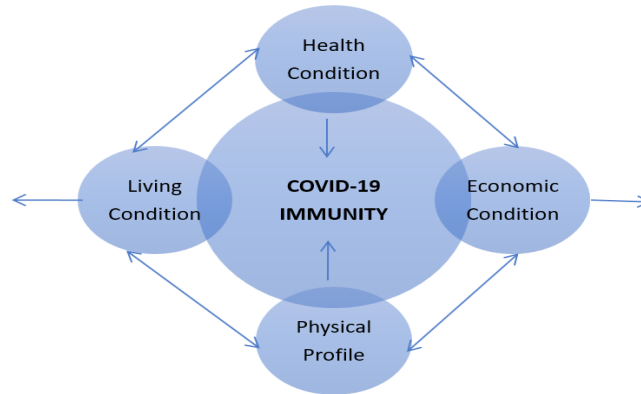 Health
Condition
Living
Condition
COVID-19
IMMUNITY
Economic
Condition
Physical
Profile